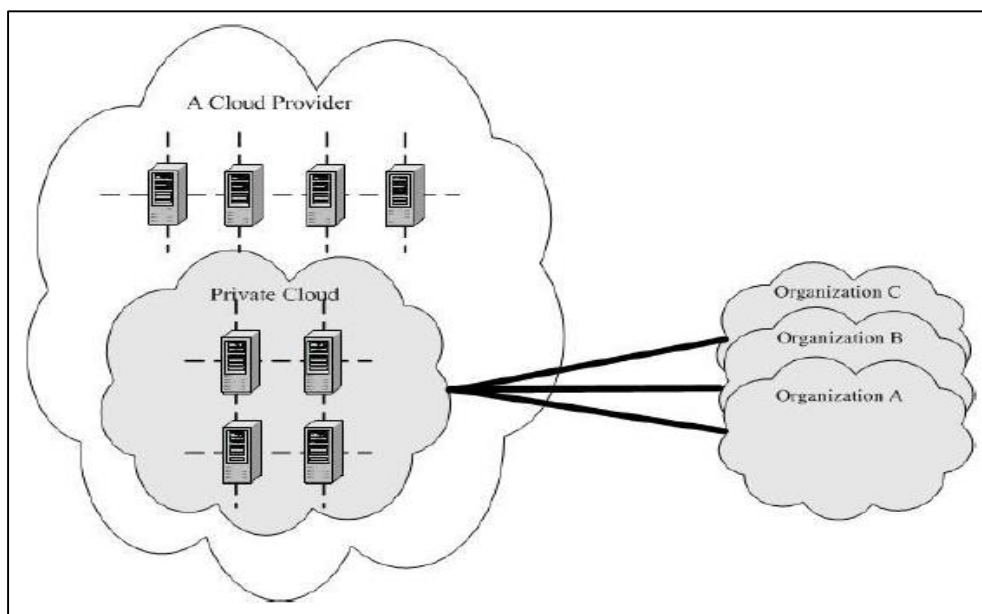 A Cloud Provider
Private Cloud
Organization C
Organization B
Organization A